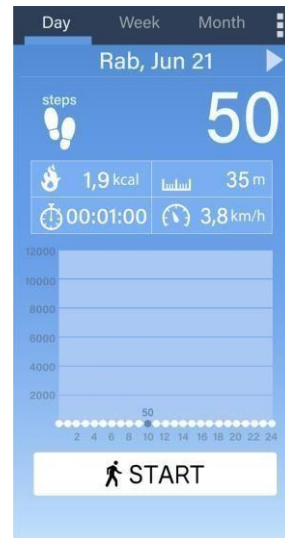 Day Week Month
Rab, Jun 21
steps
50
1,9 kcal 35 m
00:01:00 3,8 km/h
12000
10000
8000
6000
4000
2000
50
2 4 6 8 10 12 14 16 18 20 22 24
START